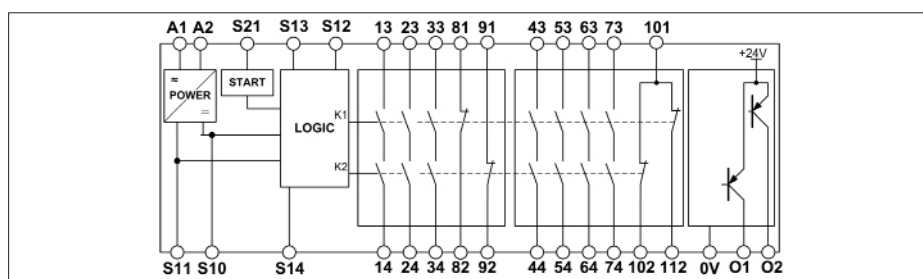 A1 A2 S21 S13 S12 13 23 33 81 91 43 53 63 73 101
+24V
≂
POWER
=
START
LOGIC
K1
K2
S11 S10 S14 14 24 34 82 92 44 54 64 74 102 112 0V O1 O2